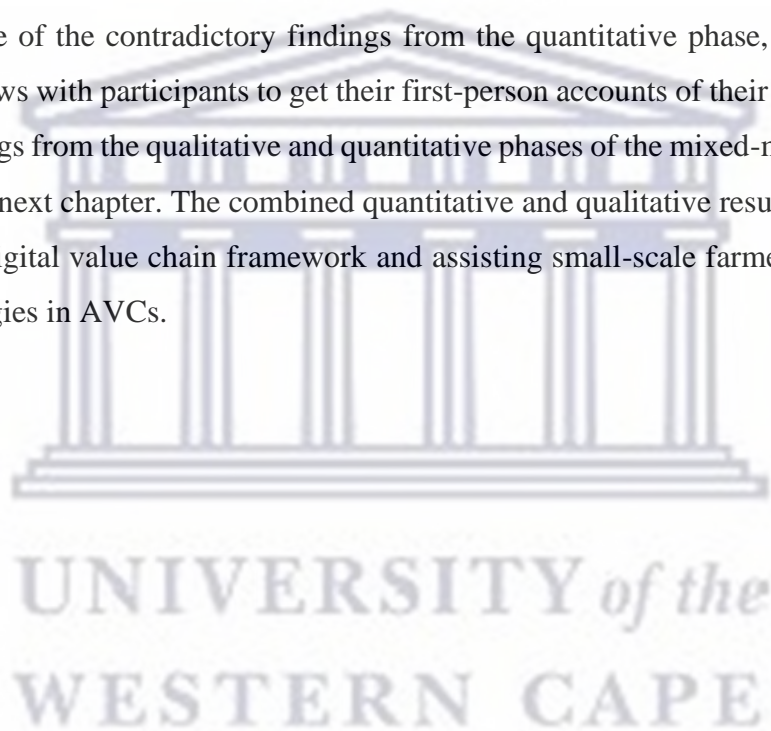 e of the contradictory findings from the quantitative phase,
ws with participants to get their first-person accounts of their
gs from the qualitative and quantitative phases of the mixed-m
next chapter. The combined quantitative and qualitative resu
igital value chain framework and assisting small-scale farme
gies in AVCs.
UNIVERSITY of the
WESTERN CAPE